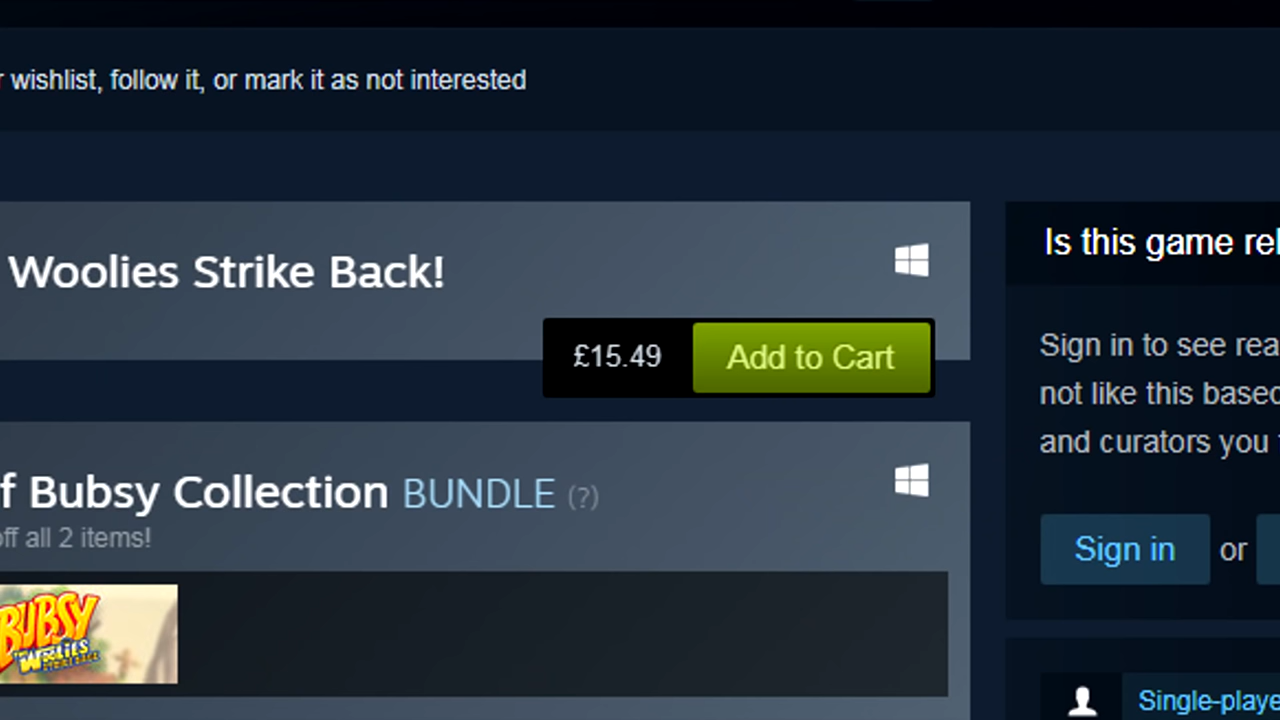 wishlist, follow it, or mark it as not interested
Woolies Strike Back!
£15.49
Add to Cart
Bubsy Collection BUNDLE (?)
off all 2 items!
BUBSY
WOOLIES
Is this game
Sign in to see
not like this based
and curators you
Sign in or
Single-playe